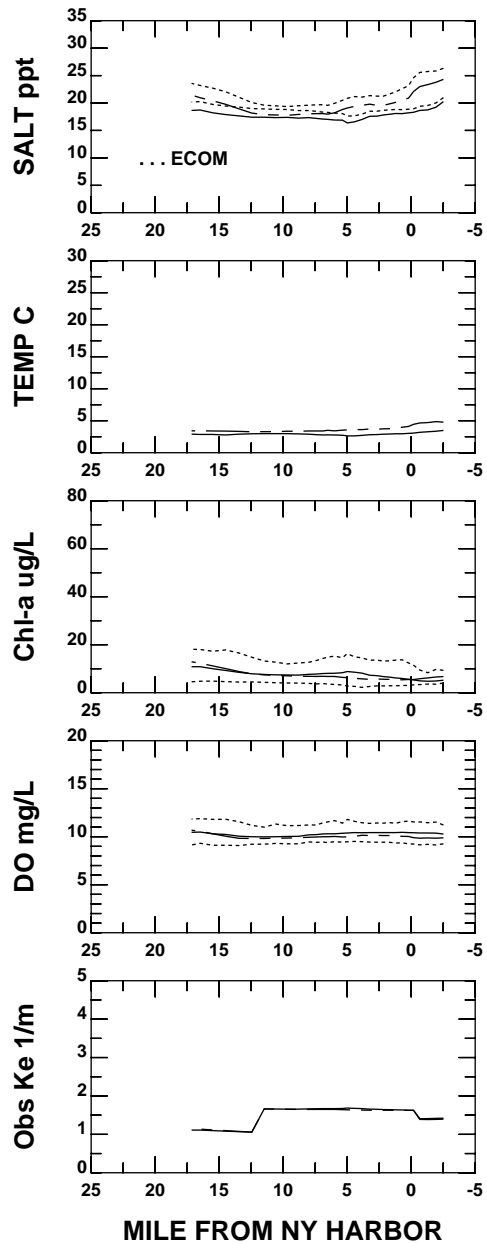 SALT ppt
35
30
25
20
15
10
5
0
. . . ECOM
25 20 15 10 5 0 -5
TEMP C
30
25
20
15
10
5
0
25 20 15 10 5 0 -5
Chl-a ug/L
80
60
40
20
0
25 20 15 10 5 0 -5
DO mg/L
20
15
10
5
0
25 20 15 10 5 0 -5
Obs Ke 1/m
5
4
3
2
1
0
25 20 15 10 5 0 -5
MILE FROM NY HARBOR